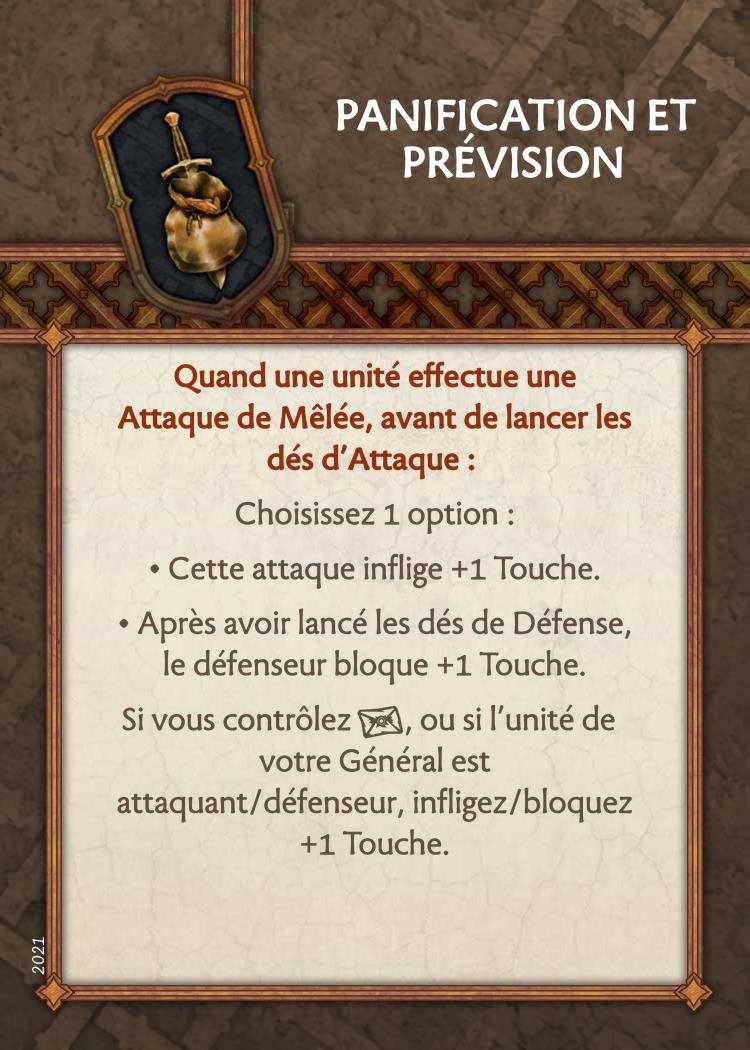 PANIFICATION ET
PRÉVISION
Quand une unité effectue une
Attaque de Mêlée, avant de lancer les
dés d’Attaque :
Choisissez 1 option :
• Cette attaque inflige +1 Touche.
• Après avoir lancé les dés de Défense,
le défenseur bloque +1 Touche.
Si vous contrôlez , ou si l’unité de
votre Général est
attaquant/défenseur, infligez/bloquez
+1 Touche.
2021